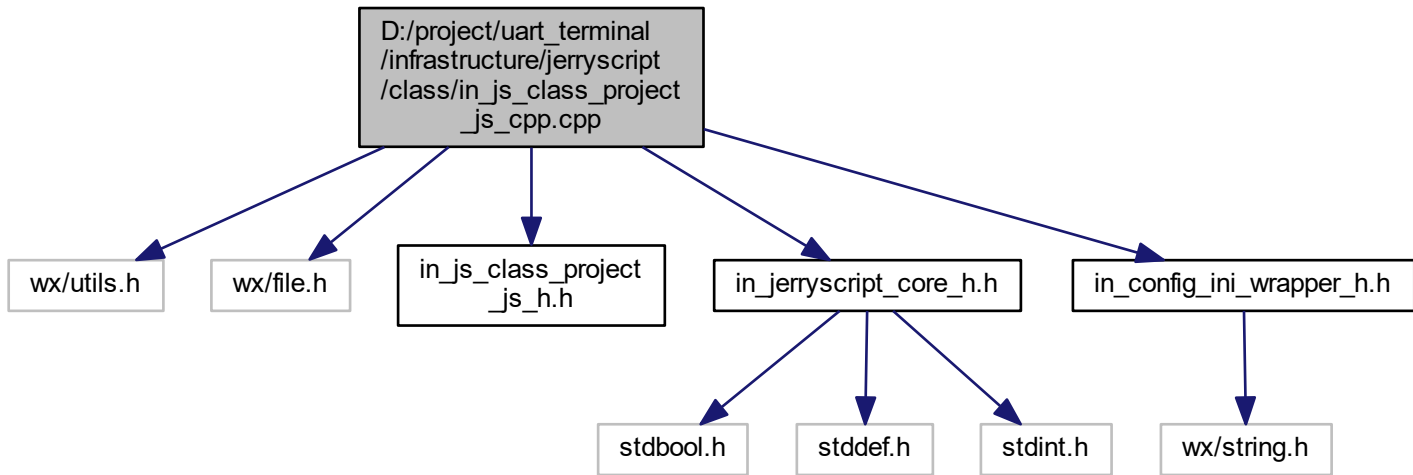 D:/project/uart_terminal
/infrastructure/jerryscript
/class/in_js_class_project
_js_cpp.cpp
wx/utils.h
wx/file.h
in_js_class_project
_js_h.h
in_jerryscript_core_h.h
in_config_ini_wrapper_h.h
stdbool.h
stddef.h
stdint.h
wx/string.h